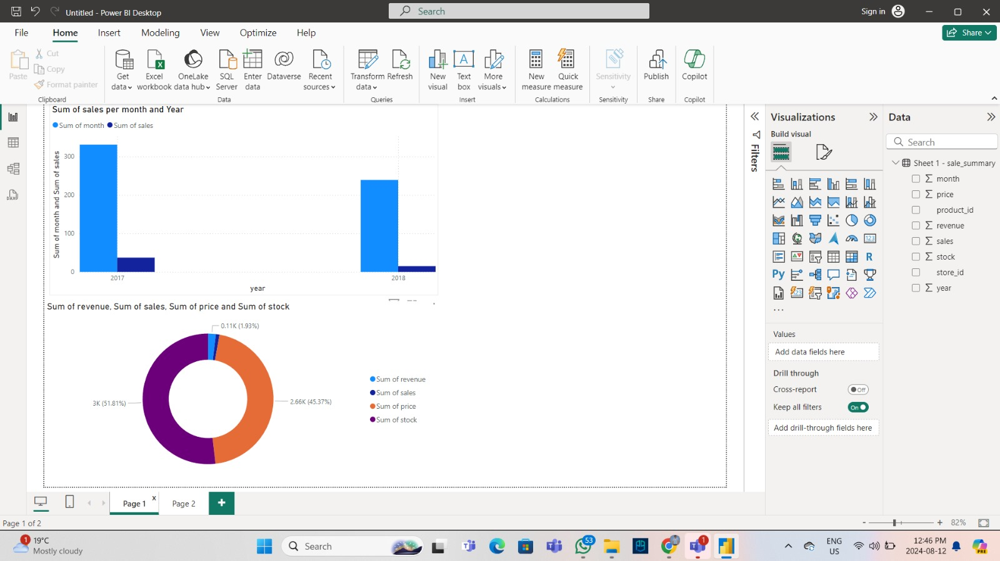 Untitled - Power BI Desktop
Search
Sign in
File Home Insert Modeling View Optimize Help
Share
Paste
Cut
Copy
Format painter
Clipboard
Get data
Excel workbook
OneLake data hub
SQL Server
Enter data
Dataverse
Recent sources
Data
Transform data
Refresh
Queries
New visual
Text box
More visuals
Insert
New measure
Quick measure
Calculations
Sensitivity
Sensitivity
Publish
Share
Copilot
Copilot
Sum of sales per month and Year
Sum of month Sum of sales
Sum of month and Sum of sales
300
200
100
0
2017 2018
year
Sum of revenue, Sum of sales, Sum of price and Sum of stock
0.11K (1.93%)
3K (51.81%)
2.66K (45.37%)
Sum of revenue
Sum of sales
Sum of price
Sum of stock
Filters
Visualizations
Build visual
123
R
Py
123
...
Values
Add data fields here
Drill through
Cross-report
Off
Keep all filters
On
Add drill-through fields here
Data
Search
Sheet 1 - sale_summary
month
price
product_id
revenue
sales
stock
store_id
year
Page 1 x
Page 2
+
Page 1 of 2
- + 82%
1
19°C
Mostly cloudy
Search
53
1
ENG
US
12:46 PM
2024-08-12
PRE